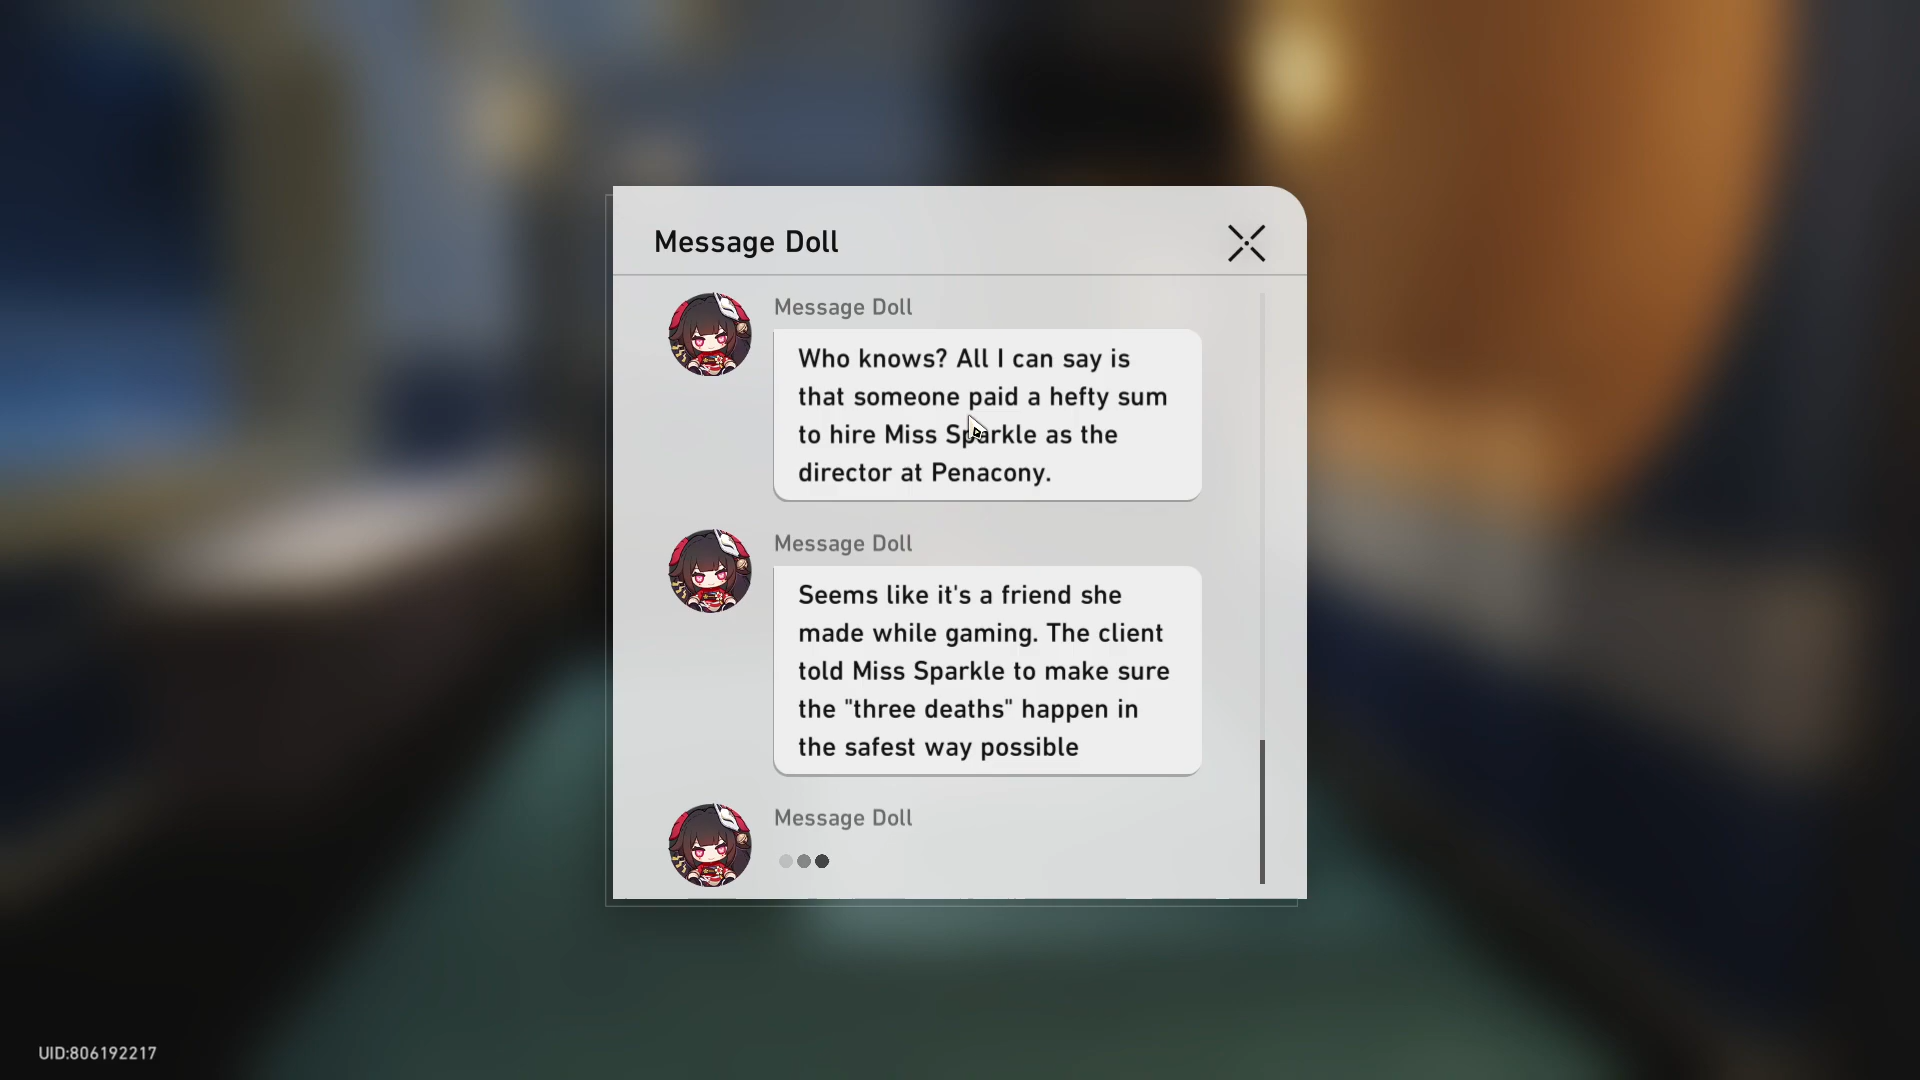 Message Doll
Message Doll
Who knows? All I can say is
that someone paid a hefty sum
to hire Miss Sparkle as the
director at Penacony.
Message Doll
Seems like it's a friend she
made while gaming. The client
told Miss Sparkle to make sure
the "three deaths" happen in
the safest way possible
Message Doll
UID:806192217